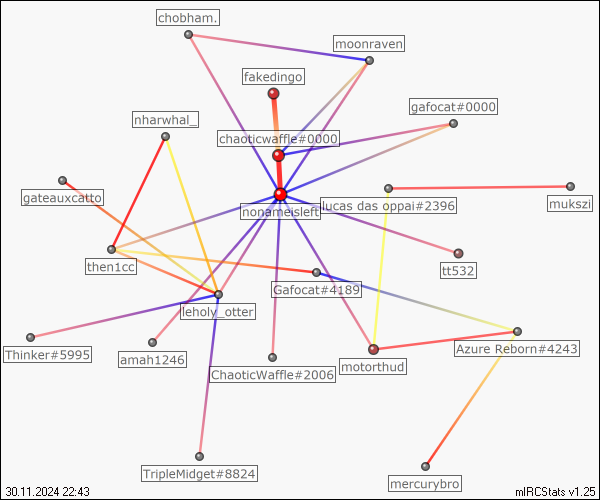 chobham.
moonraven
fakedingo
gafocat#0000
nharwhal_
chaoticwaffle#0000
gateauxcatto
nonameisleft
lucas das oppai#2396
mukszi
then1cc
tt532
Gafocat#4189
leholy_otter
Thinker#5995
amah1246
ChaoticWaffle#2006
motorthud
Azure Reborn#4243
TripleMidget#8824
mercurybro
30.11.2024 22:43
mIRCStats v1.25